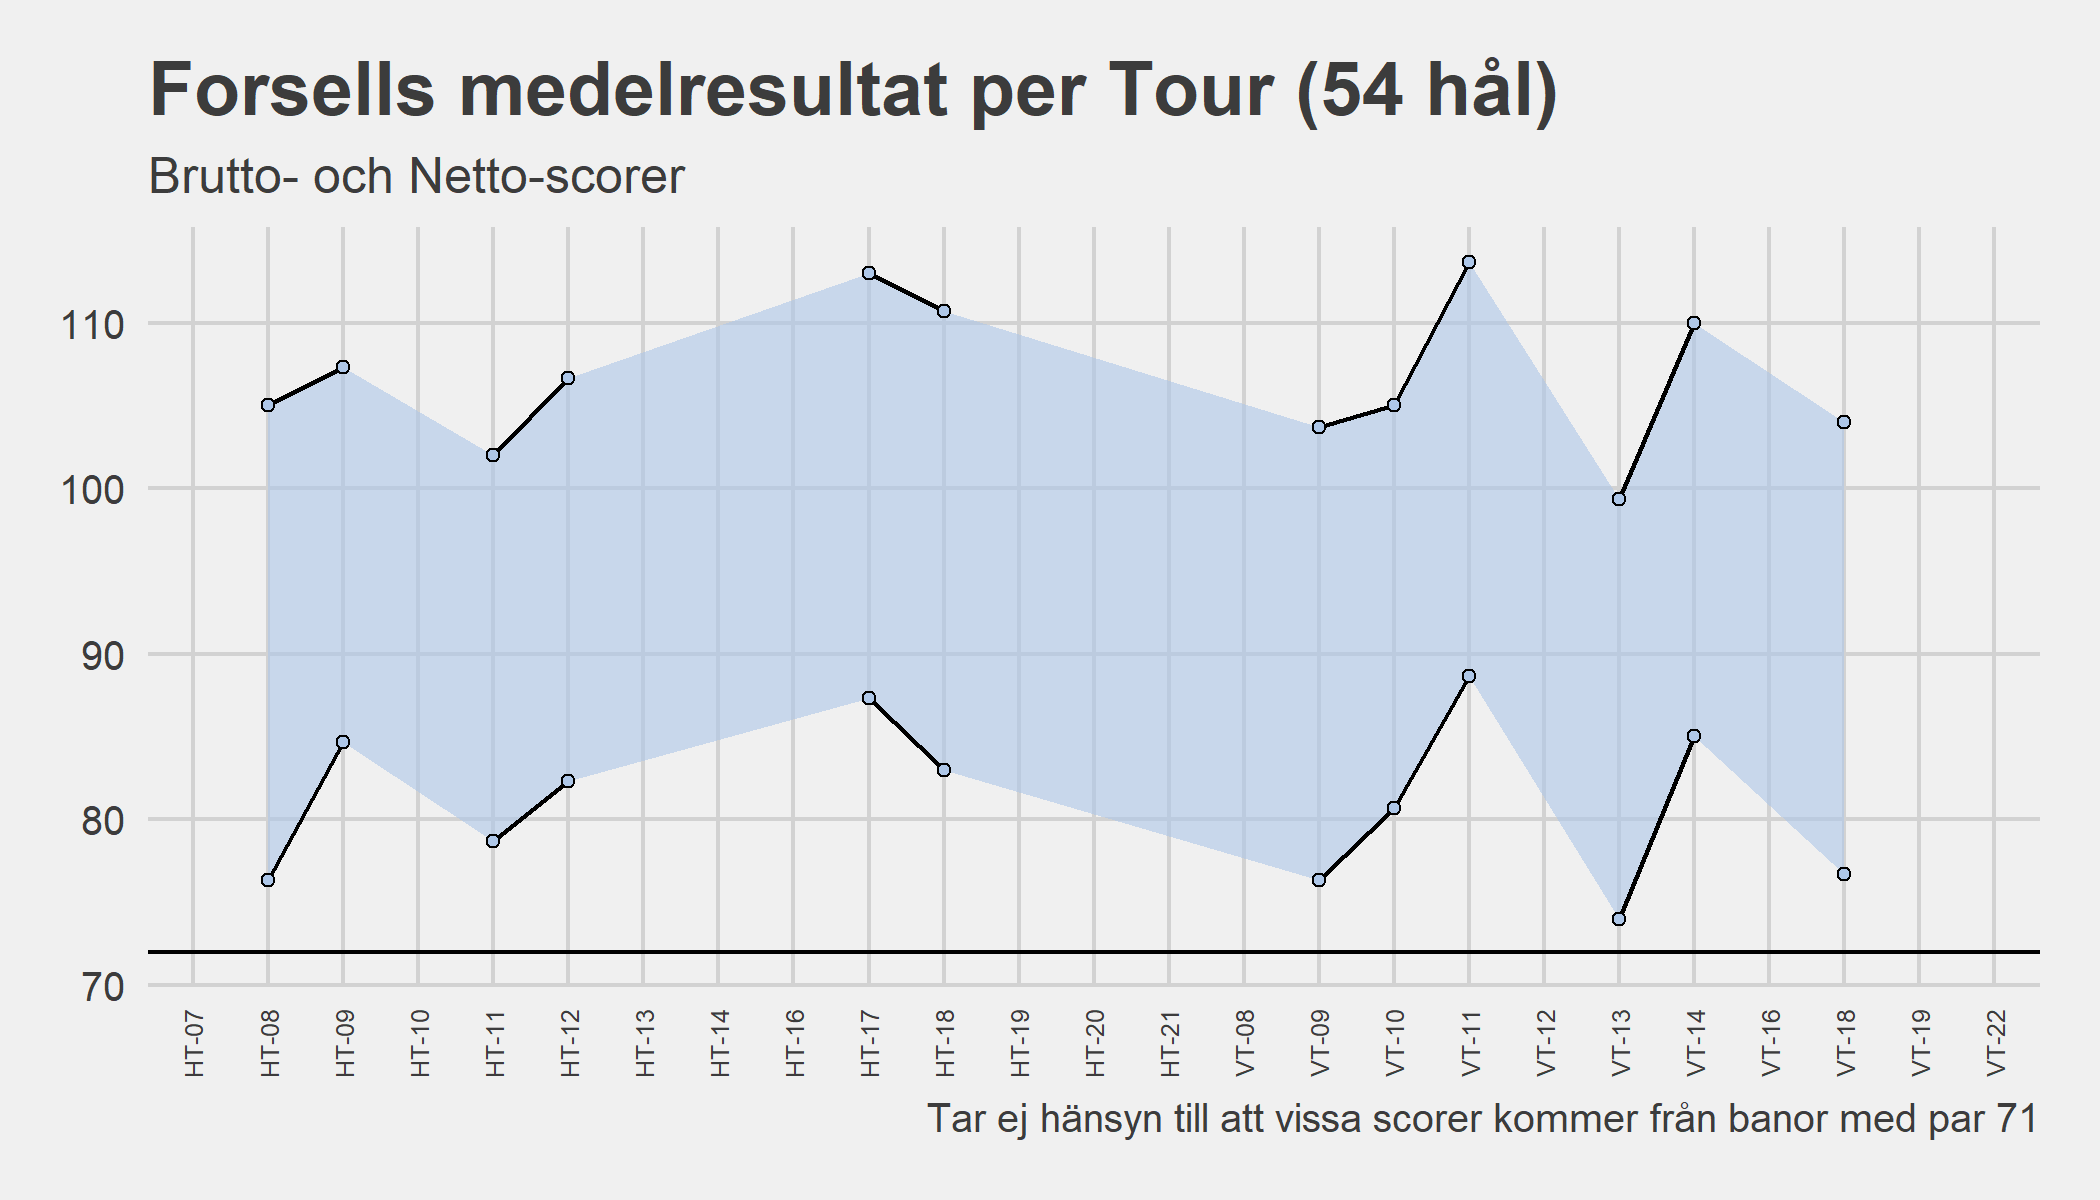 Forsells medelresultat per Tour (54 hål)
Brutto- och Netto-scorer
110
100
90
80
70
HT-07
HT-08
HT-09
HT-10
HT-11
HT-12
HT-13
HT-14
HT-16
HT-17
HT-18
HT-19
HT-20
HT-21
VT-08
VT-09
VT-10
VT-11
VT-12
VT-13
VT-14
VT-16
VT-18
VT-19
VT-22
Tar ej hänsyn till att vissa scorer kommer från banor med par 71